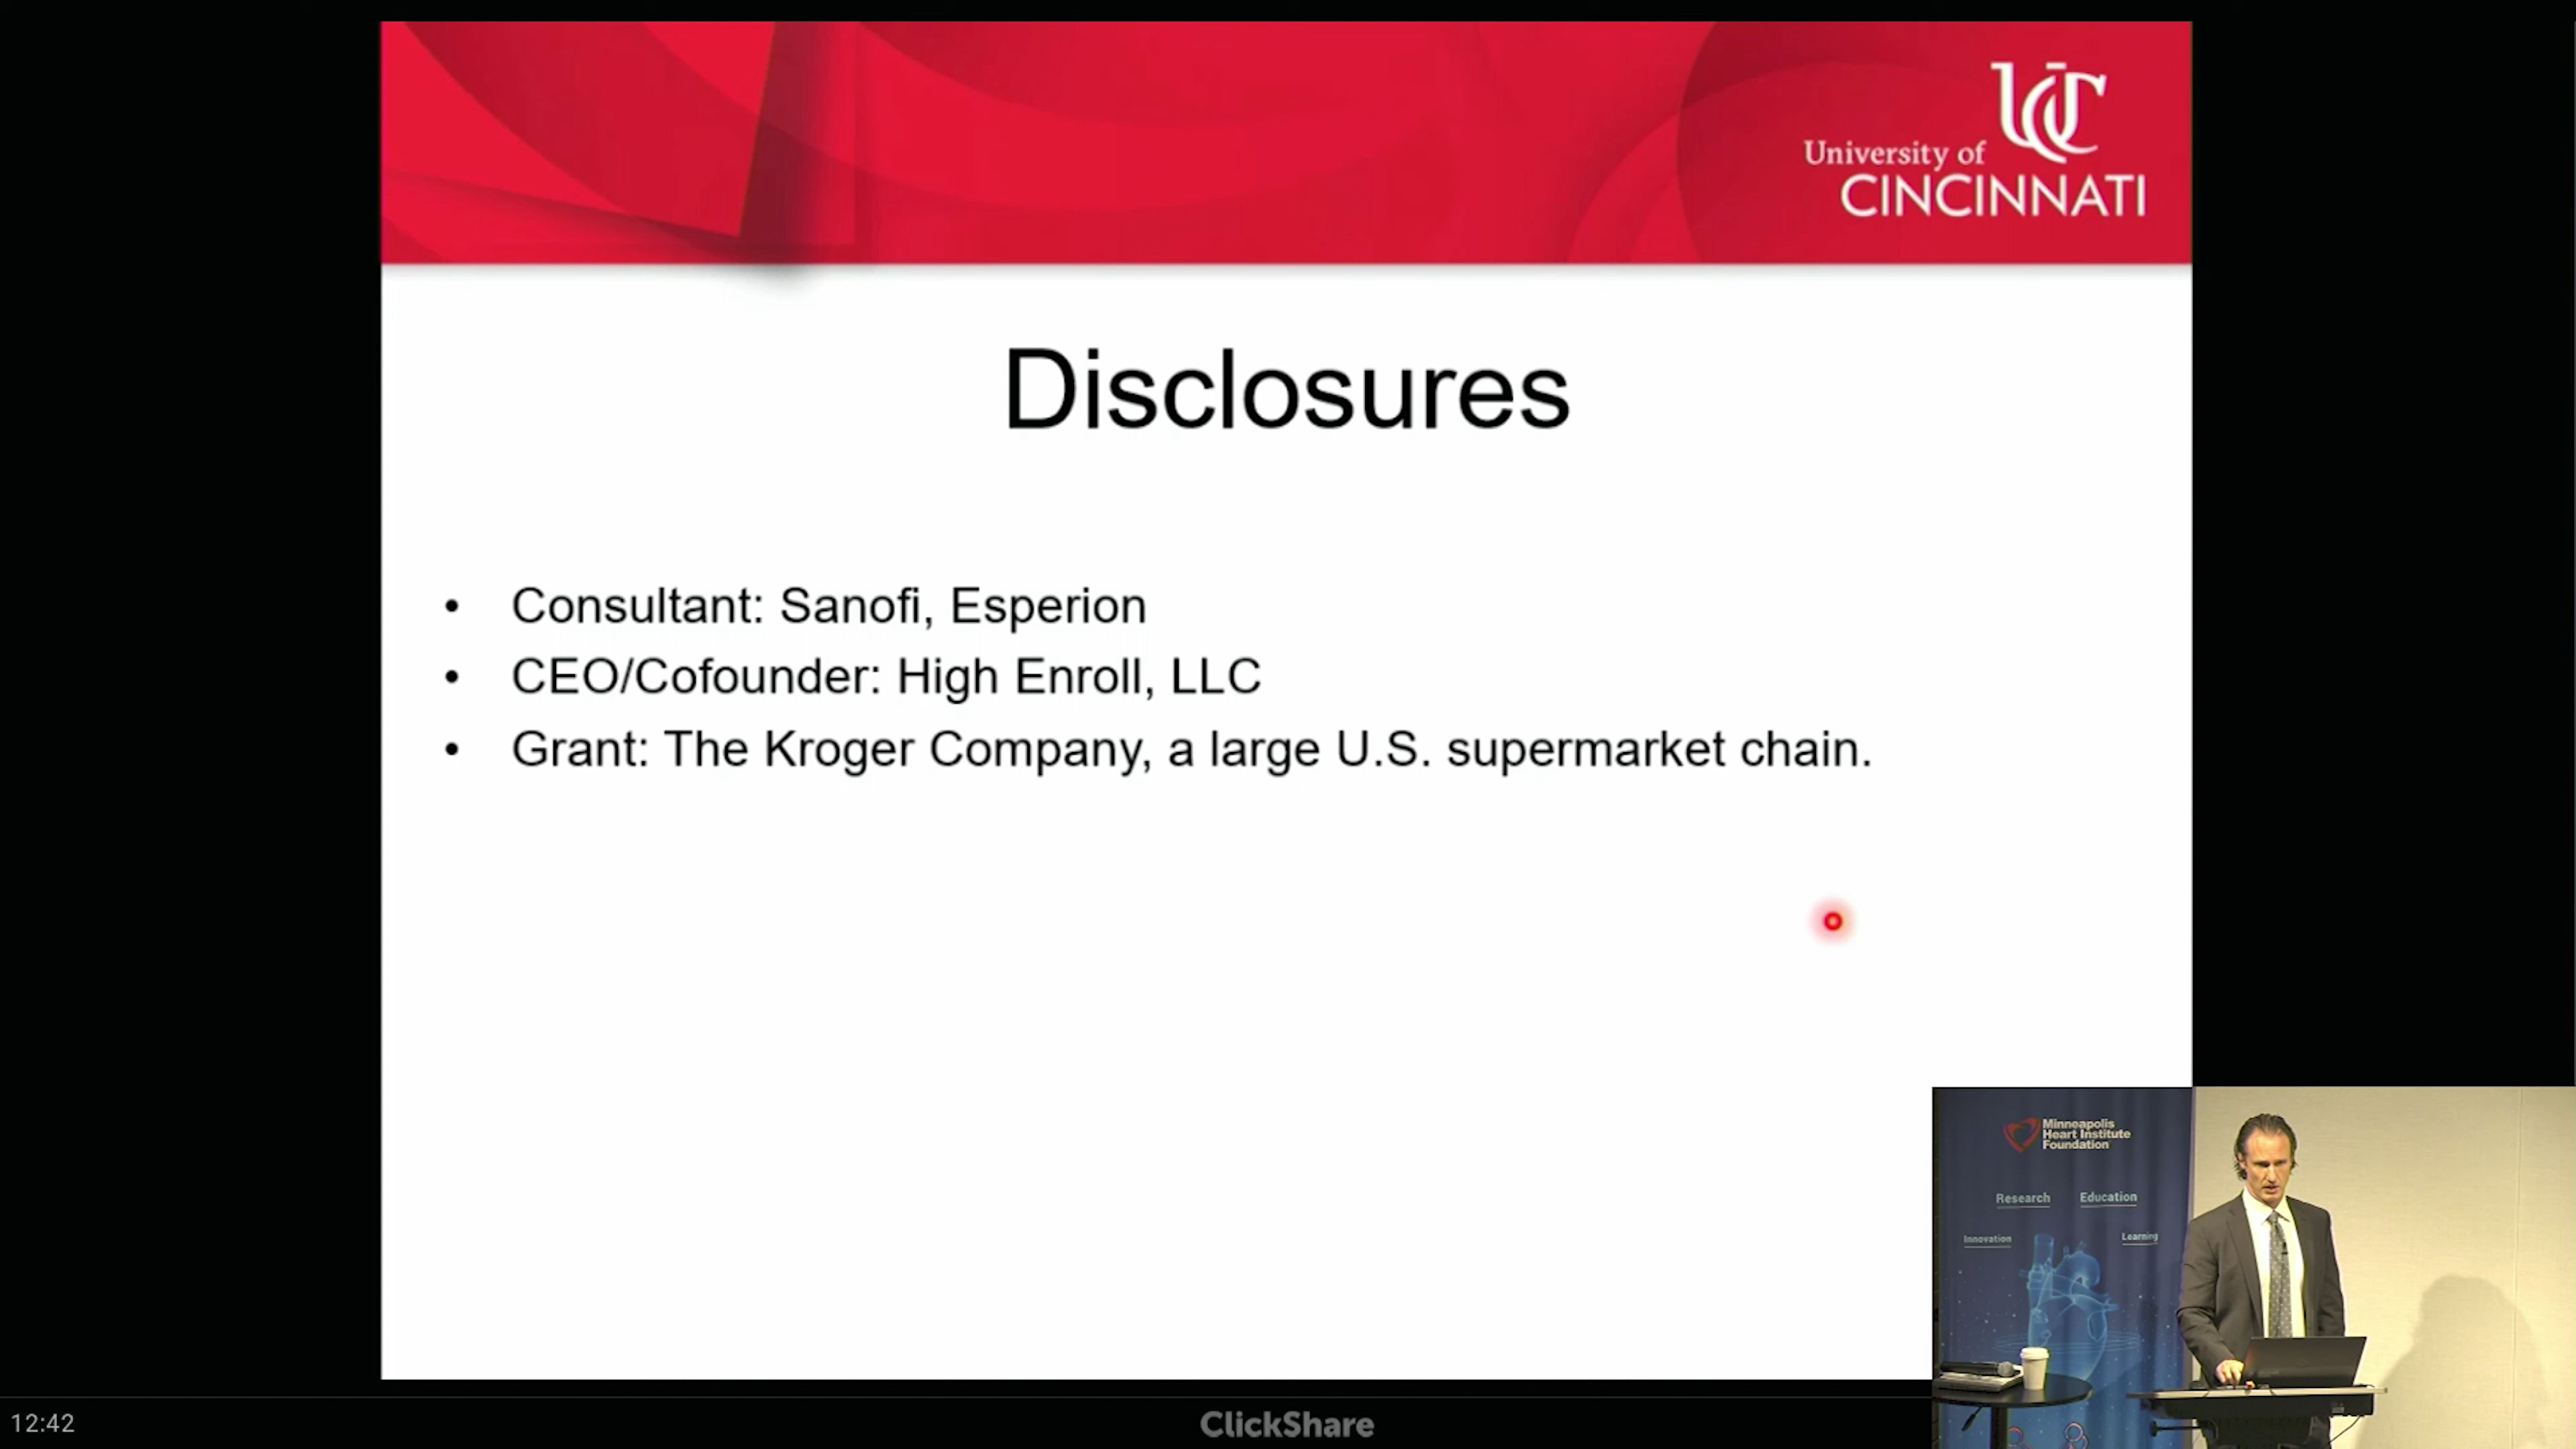 UC
University of
CINCINNATI
Disclosures
• Consultant: Sanofi, Esperion
• CEO/Cofounder: High Enroll, LLC
• Grant: The Kroger Company, a large U.S. supermarket chain.
Minneapolis
Heart Institute
Foundation
Research Education
Innovation Learning
12:42
ClickShare